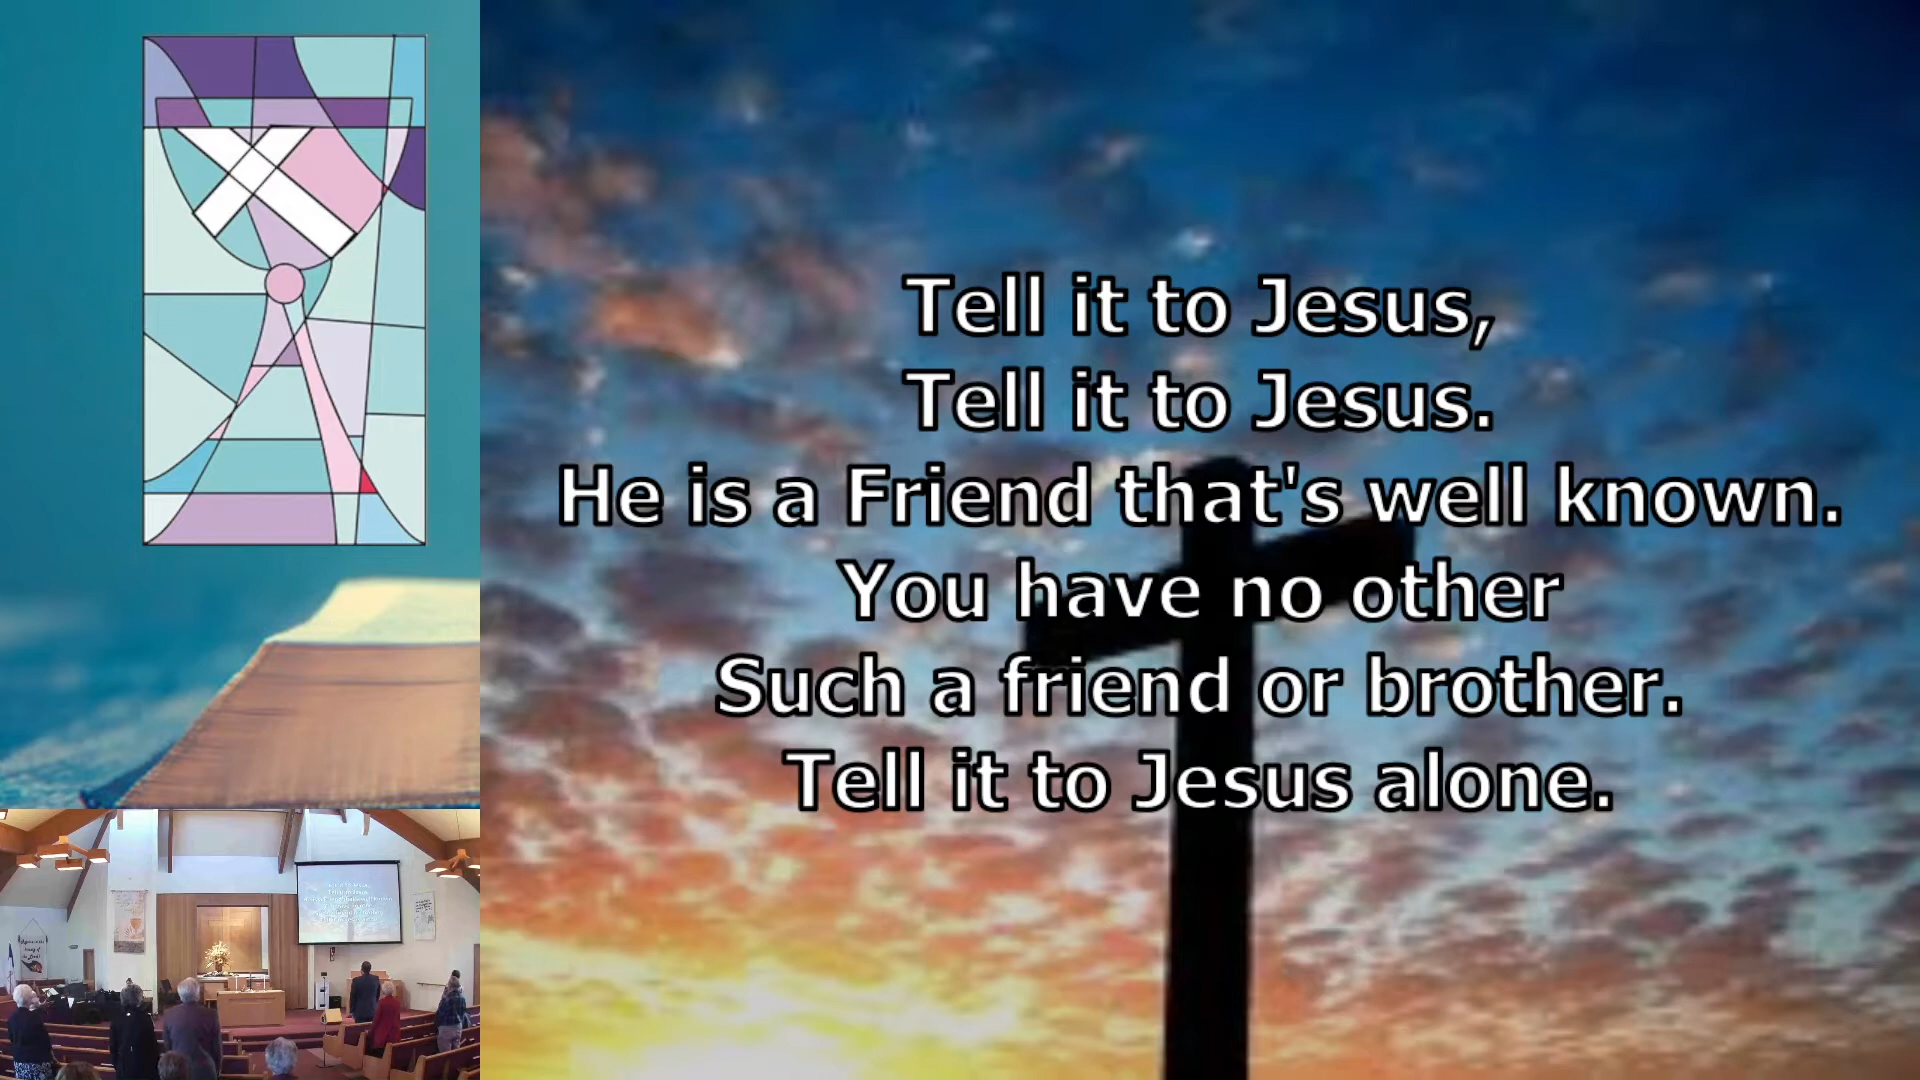 Tell it to Jesus,
Tell it to Jesus.
He is a Friend that's well known.
You have no other
Such a friend or brother.
Tell it to Jesus alone.